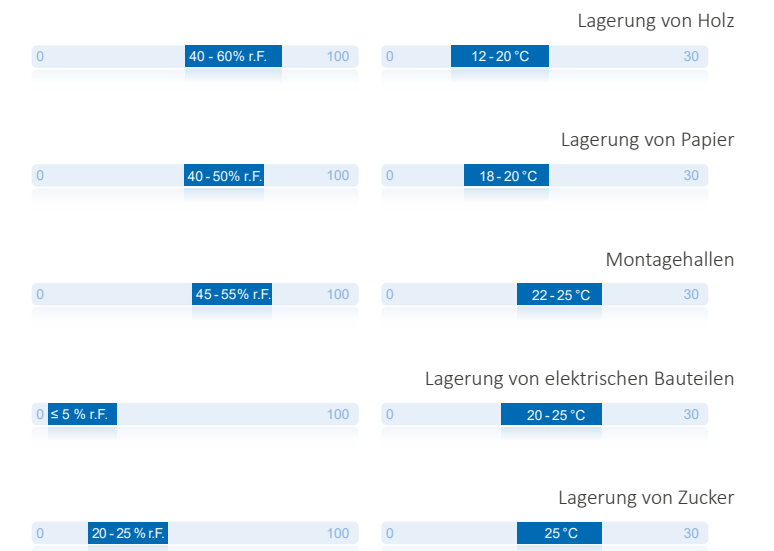 Lagerung von Holz
0 40 - 60% r.F. 100 0 12 - 20 °C 30
Lagerung von Papier
0 40 - 50% r.F. 100 0 18 - 20 °C 30
Montagehallen
0 45 - 55% r.F. 100 0 22 - 25 °C 30
Lagerung von elektrischen Bauteilen
0 ≤ 5 % r.F. 100 0 20 - 25 °C 30
Lagerung von Zucker
0 20 - 25 % r.F. 100 0 25 °C 30